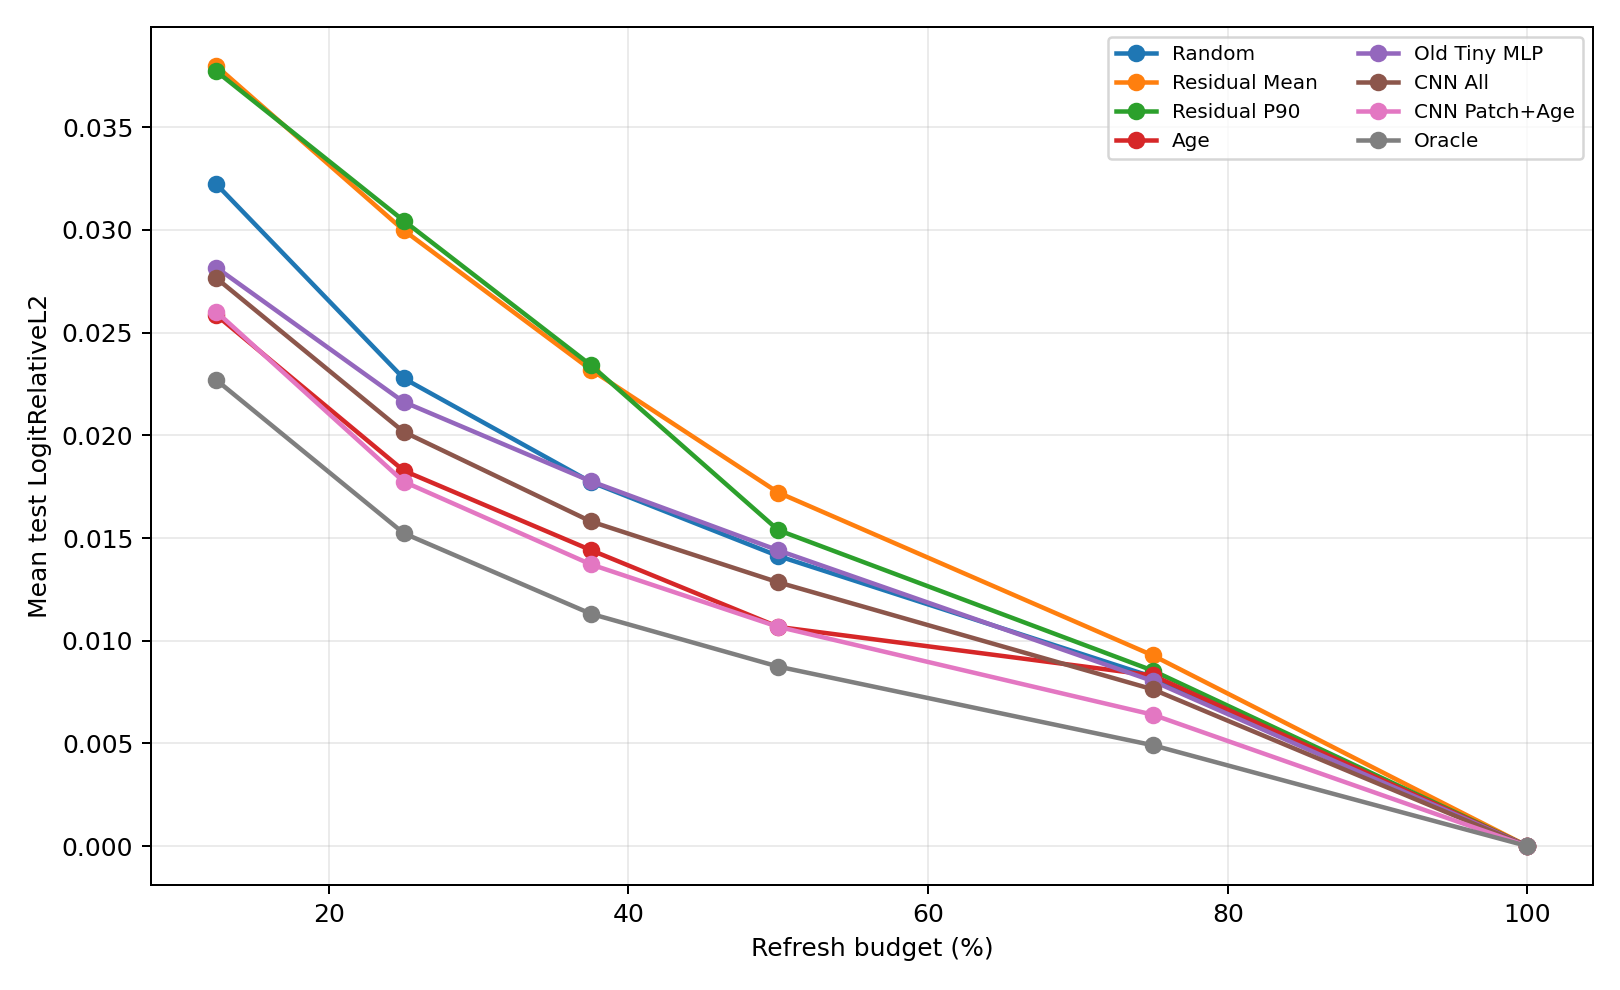 Random
Residual Mean
Residual P90
Age
Old Tiny MLP
CNN All
CNN Patch+Age
Oracle
Mean test LogitRelativeL2
0.035
0.030
0.025
0.020
0.015
0.010
0.005
0.000
20
40
60
80
100
Refresh budget (%)